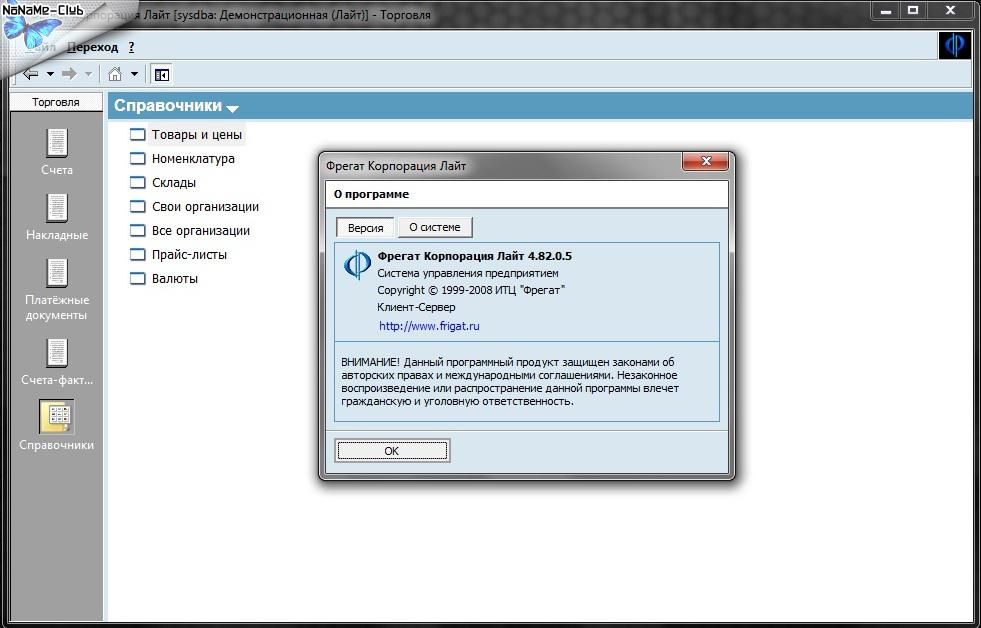 NoNaMe-Club
Лайт [sysdba: Демонстрационная (Лайт)] - Торговля
Переход ?
Торговля
Счета
Накладные
Платёжные
документы
Счета-факт...
Справочники
Справочники
Товары и цены
Номенклатура
Склады
Свои организации
Все организации
Прайс-листы
Валюты
Фрегат Корпорация Лайт
О программе
Версия
О системе
Фрегат Корпорация Лайт 4.82.0.5
Система управления предприятием
Copyright © 1999-2008 ИТЦ "Фрегат"
Клиент-Сервер
http://www.frigat.ru
ВНИМАНИЕ! Данный программный продукт защищен законами об
авторских правах и международными соглашениями. Незаконное
воспроизведение или распространение данной программы влечет
гражданскую и уголовную ответственность.
OK